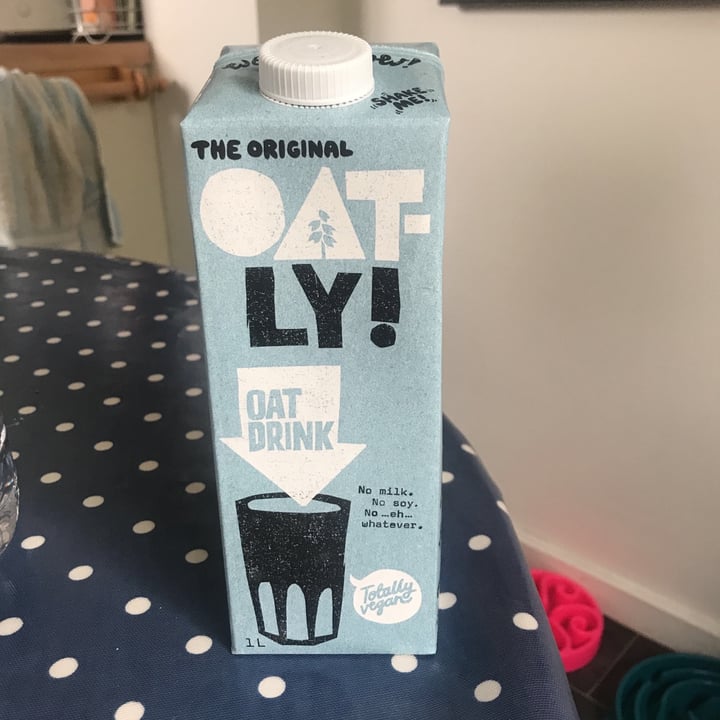 "SHAKE
ME!"
THE ORIGINAL
OAT-
LY!
OAT
DRINK
No milk.
No soy.
No …eh…
whatever.
Totally
vegan
1L